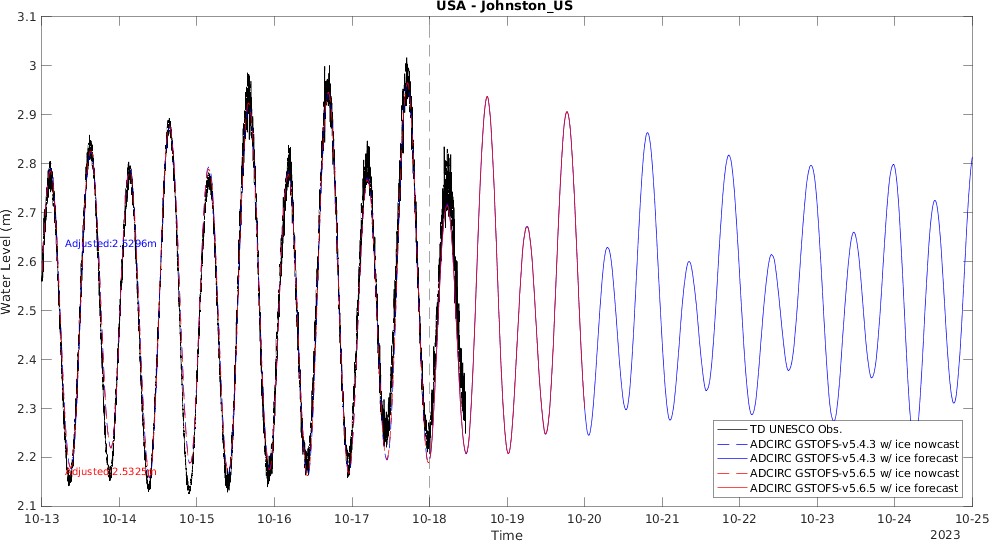 USA - Johnston_US
3.1
3
2.9
2.8
2.7
2.6
2.5
2.4
2.3
2.2
2.1
Water Level (m)
Adjusted:2.5296m
Adjusted:2.5325m
TD UNESCO Obs.
ADCIRC GSTOFS-v5.4.3 w/ ice nowcast
ADCIRC GSTOFS-v5.4.3 w/ ice forecast
ADCIRC GSTOFS-v5.6.5 w/ ice nowcast
ADCIRC GSTOFS-v5.6.5 w/ ice forecast
10-13 10-14 10-15 10-16 10-17 10-18 10-19 10-20 10-21 10-22 10-23 10-24 10-25
Time
2023